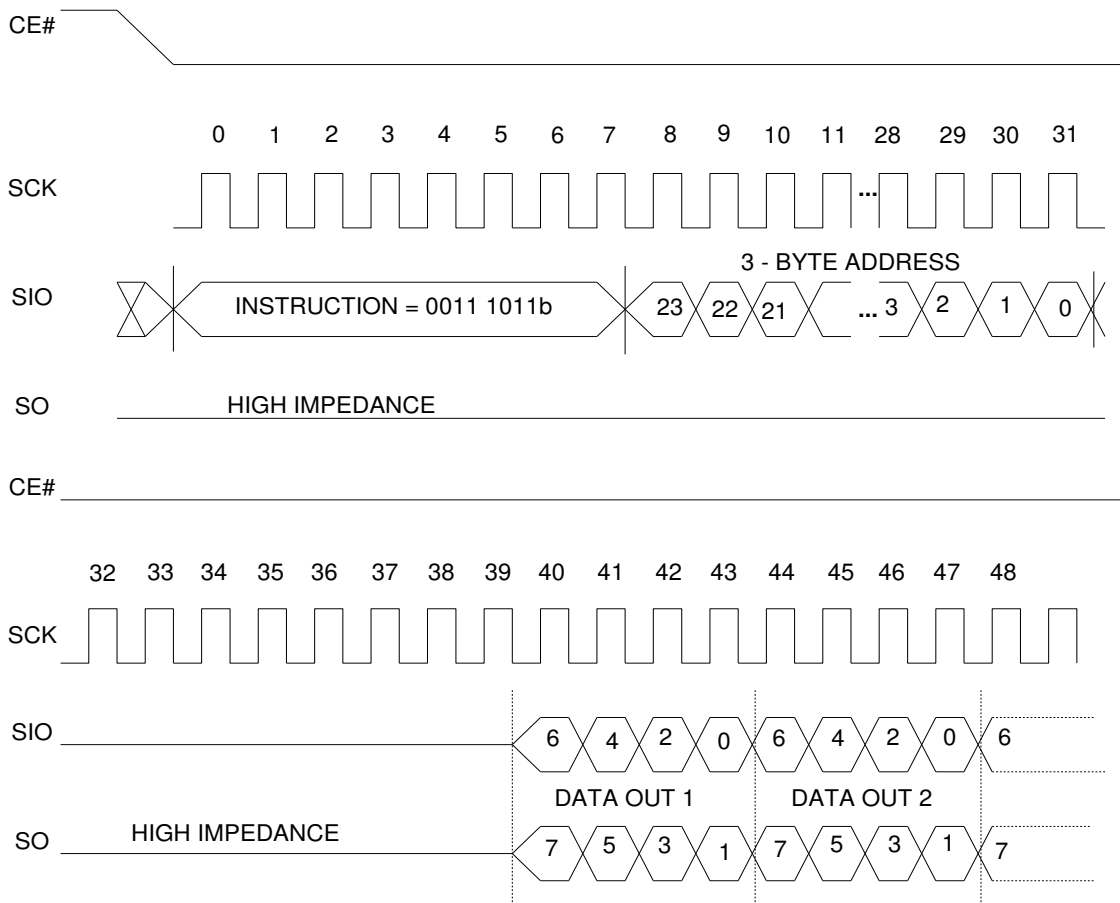 CE#
0 1 2 3 4 5 6 7 8 9 10 11 28 29 30 31
SCK ...
3 - BYTE ADDRESS
SIO INSTRUCTION = 0011 1011b 23 22 21 ... 3 2 1 0
SO HIGH IMPEDANCE
CE#
32 33 34 35 36 37 38 39 40 41 42 43 44 45 46 47 48
SCK
SIO 6 4 2 0 6 4 2 0 6
DATA OUT 1 DATA OUT 2
SO HIGH IMPEDANCE 7 5 3 1 7 5 3 1 7